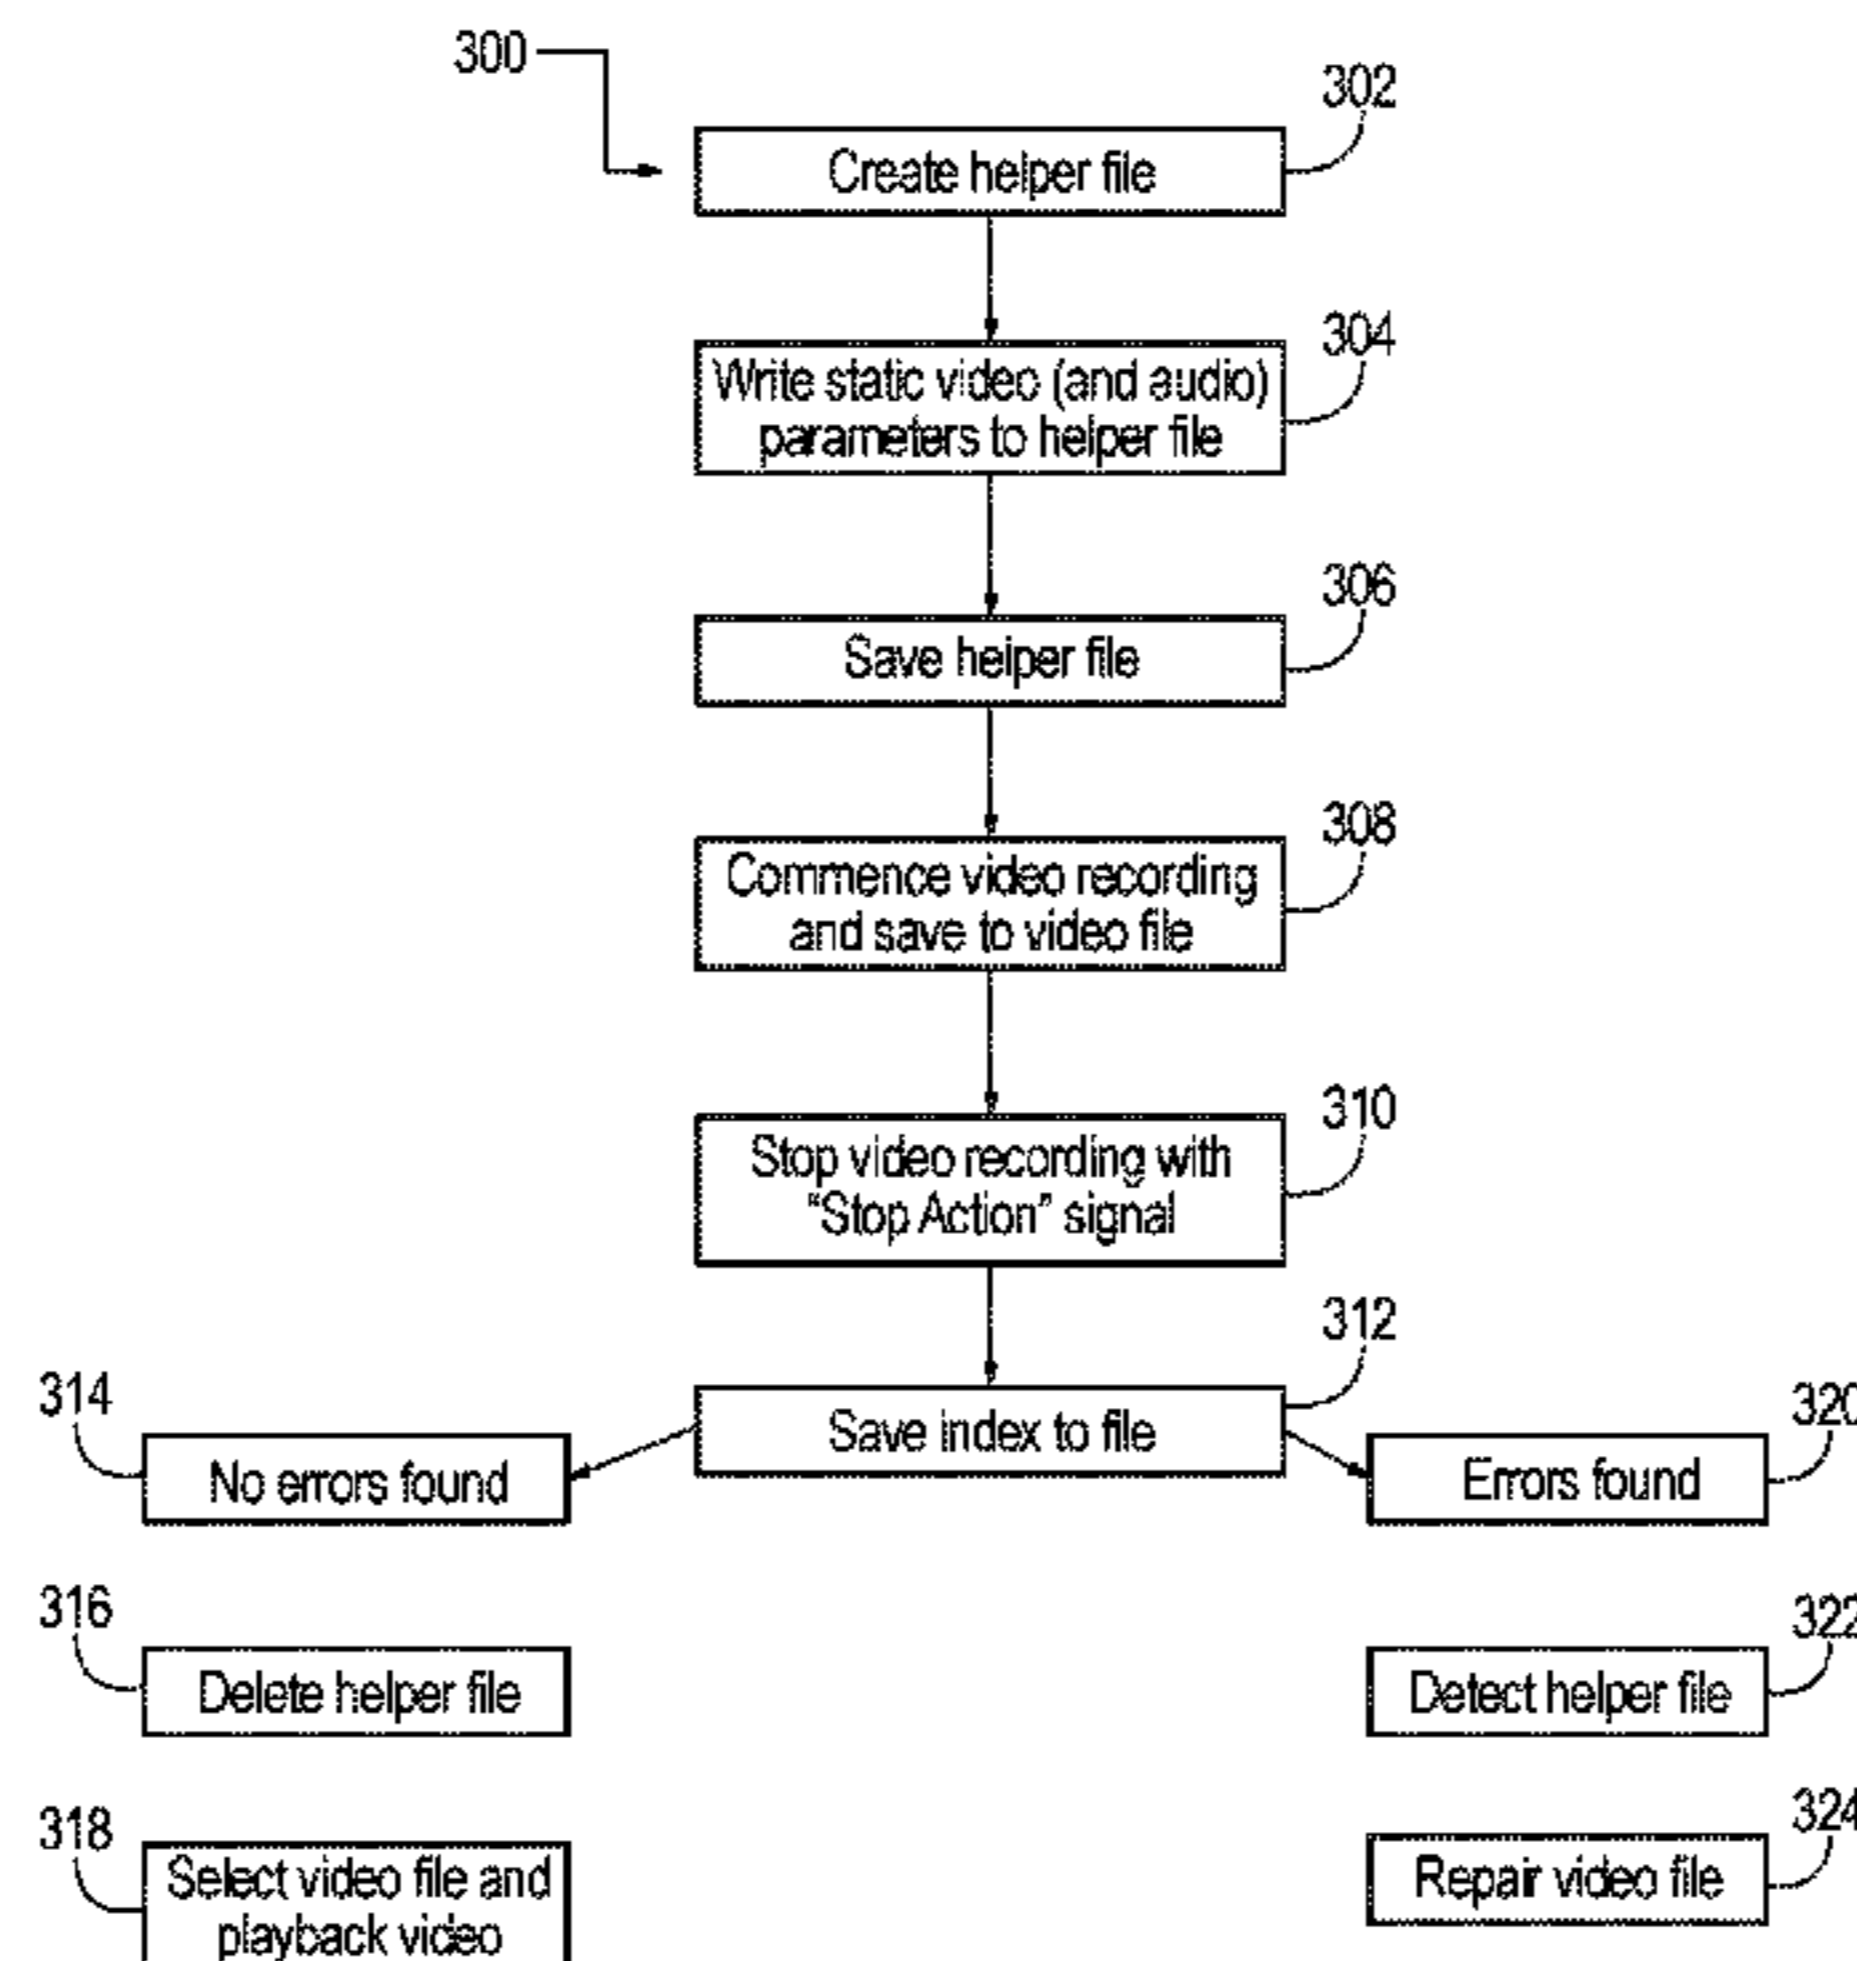 300
302
Create helper file
304
Write static video (and audio)
parameters to helper file
306
Save helper file
308
Commence video recording
and save to video file
310
Stop video recording with
“Stop Action” signal
312
Save index to file
314
No errors found
320
Errors found
316
Delete helper file
322
Detect helper file
318
Select video file and
playback video
324
Repair video file